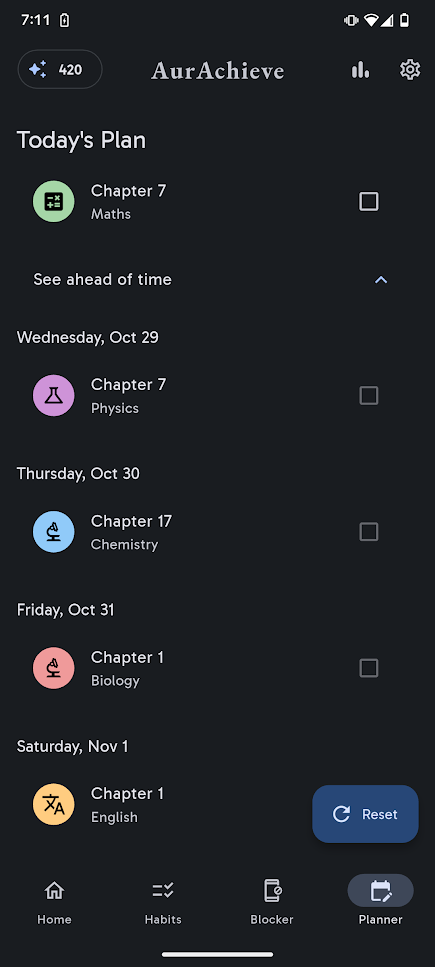 7:11
420
AurAchieve
Today's Plan
Chapter 7
Maths
See ahead of time
Wednesday, Oct 29
Chapter 7
Physics
Thursday, Oct 30
Chapter 17
Chemistry
Friday, Oct 31
Chapter 1
Biology
Saturday, Nov 1
Chapter 1
English
Reset
Home
Habits
Blocker
Planner